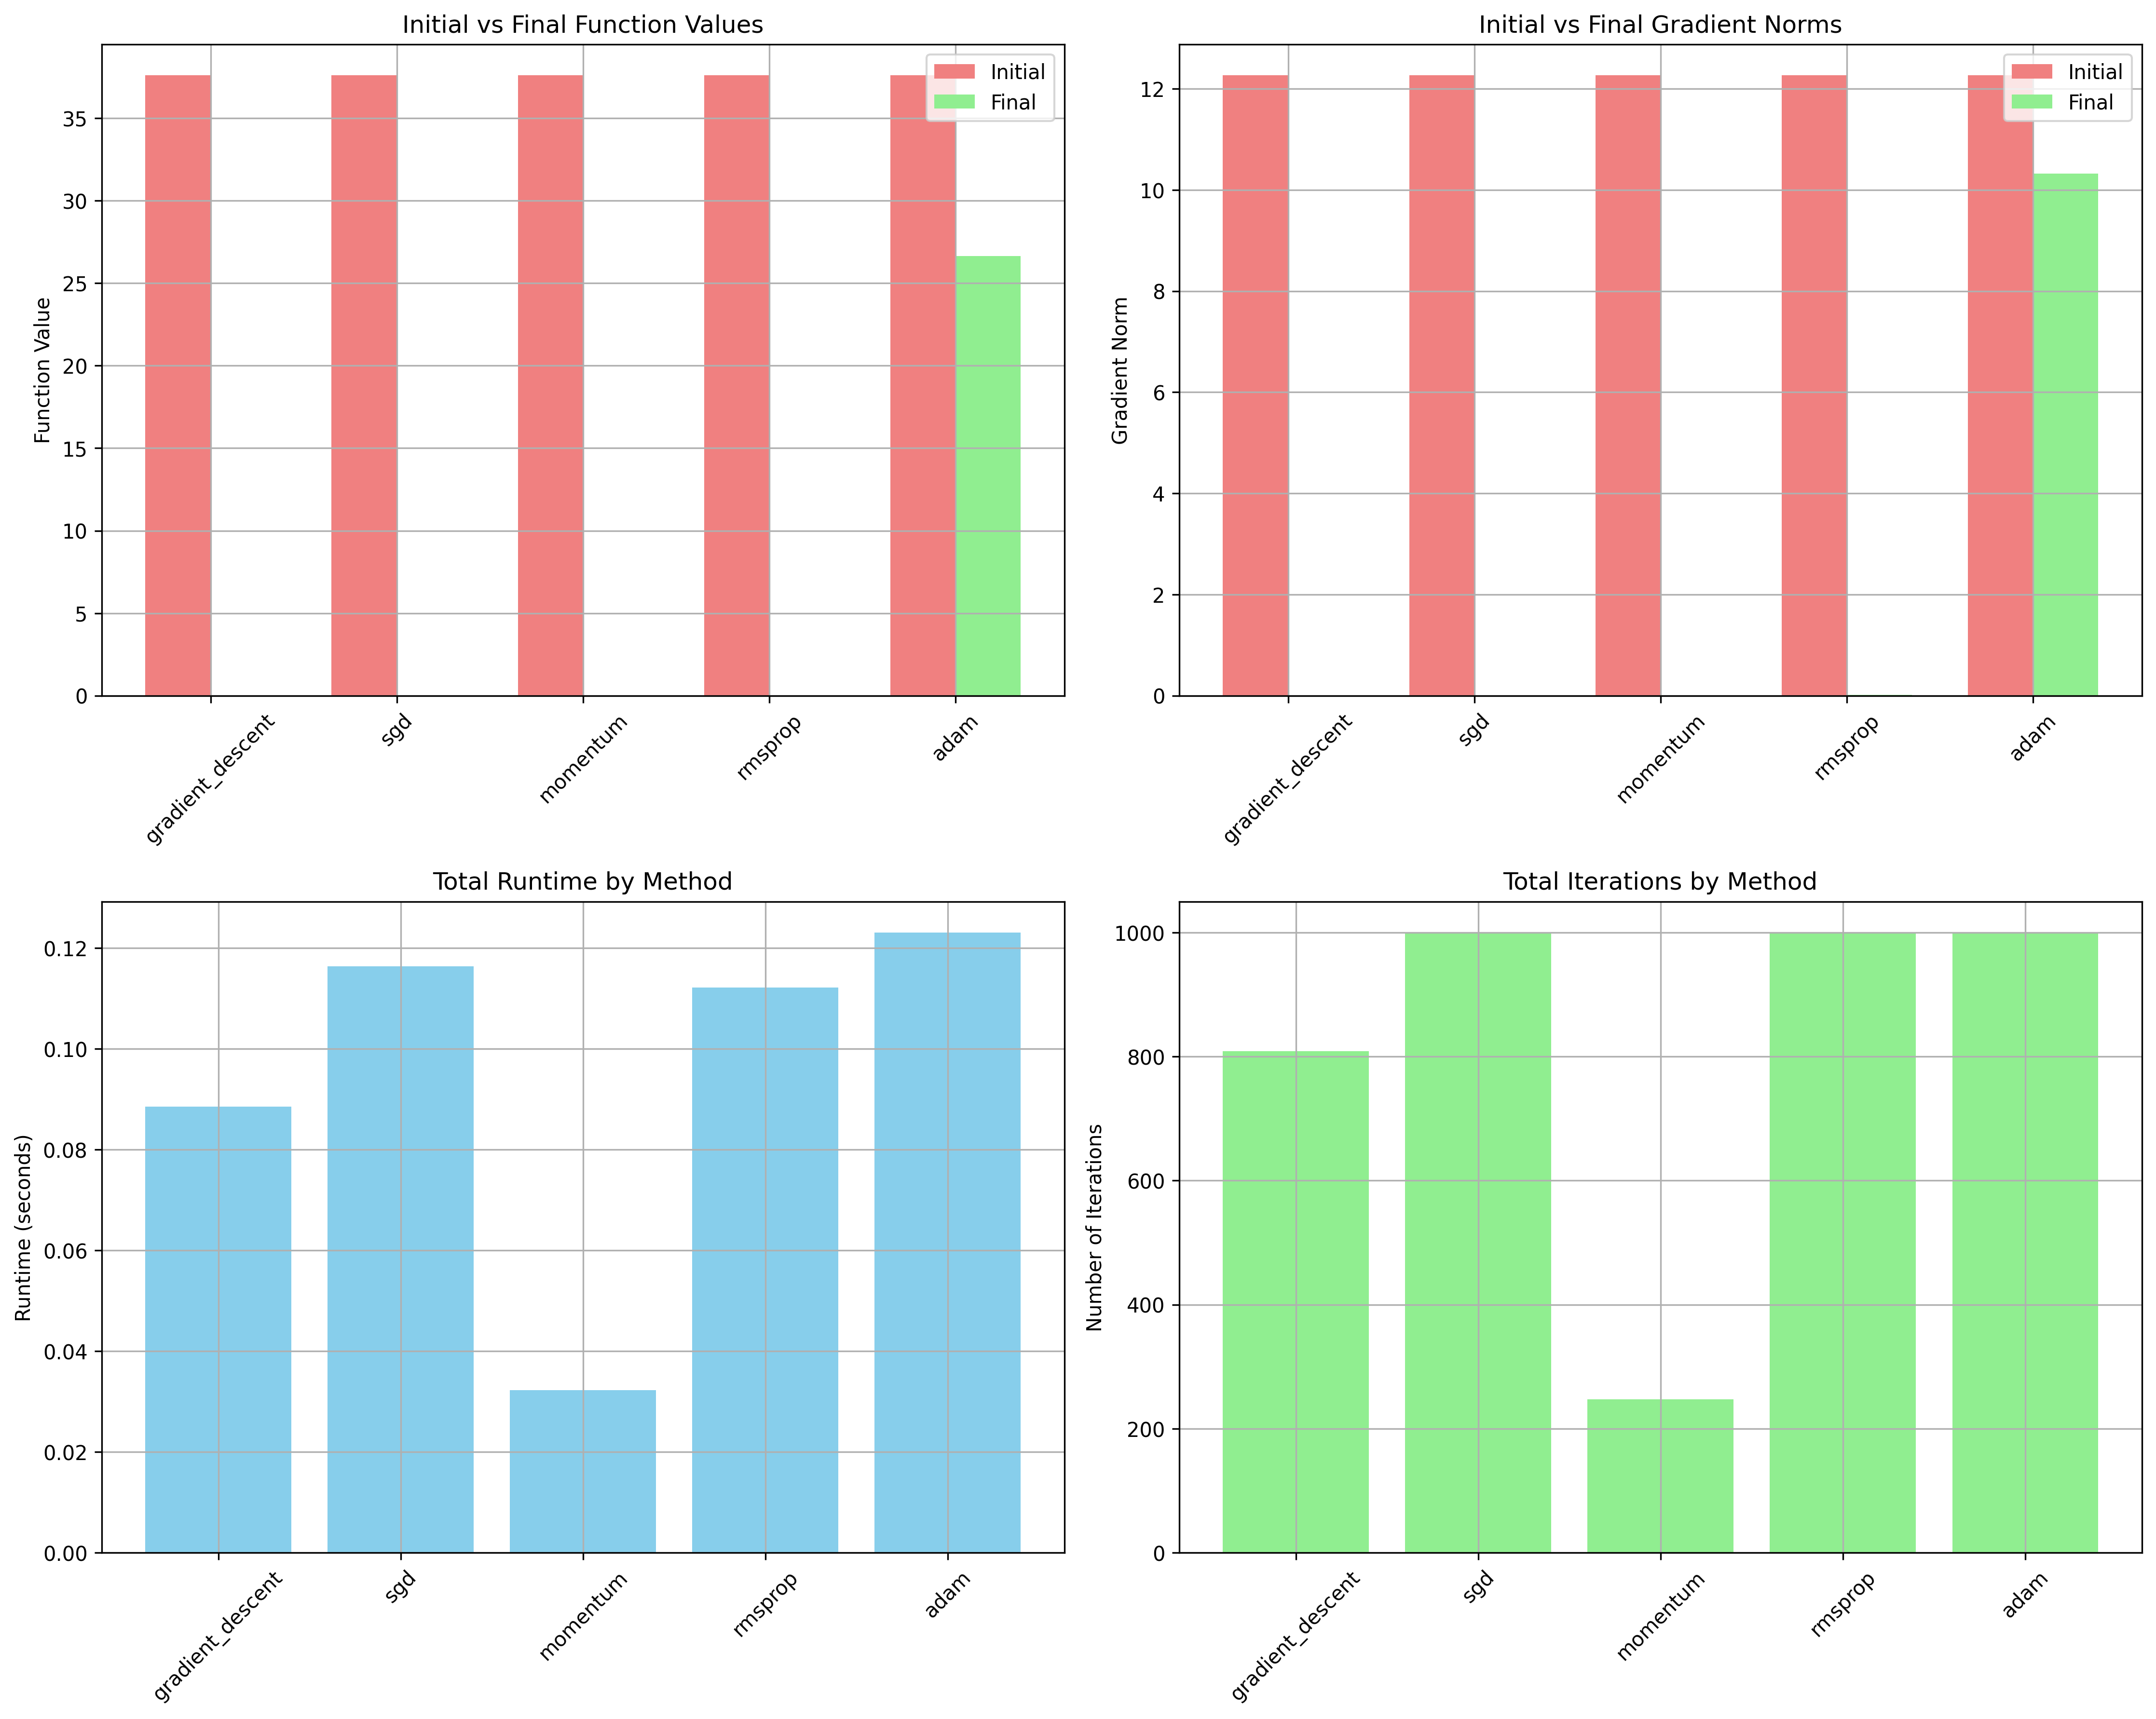 Initial vs Final Function Values
Function Value
35
30
25
20
15
10
5
0
Initial
Final
gradient_descent
sgd
momentum
rmsprop
adam
Initial vs Final Gradient Norms
Gradient Norm
12
10
8
6
4
2
0
Initial
Final
gradient_descent
sgd
momentum
rmsprop
adam
Total Runtime by Method
Runtime (seconds)
0.12
0.10
0.08
0.06
0.04
0.02
0.00
gradient_descent
sgd
momentum
rmsprop
adam
Total Iterations by Method
Number of Iterations
1000
800
600
400
200
0
gradient_descent
sgd
momentum
rmsprop
adam